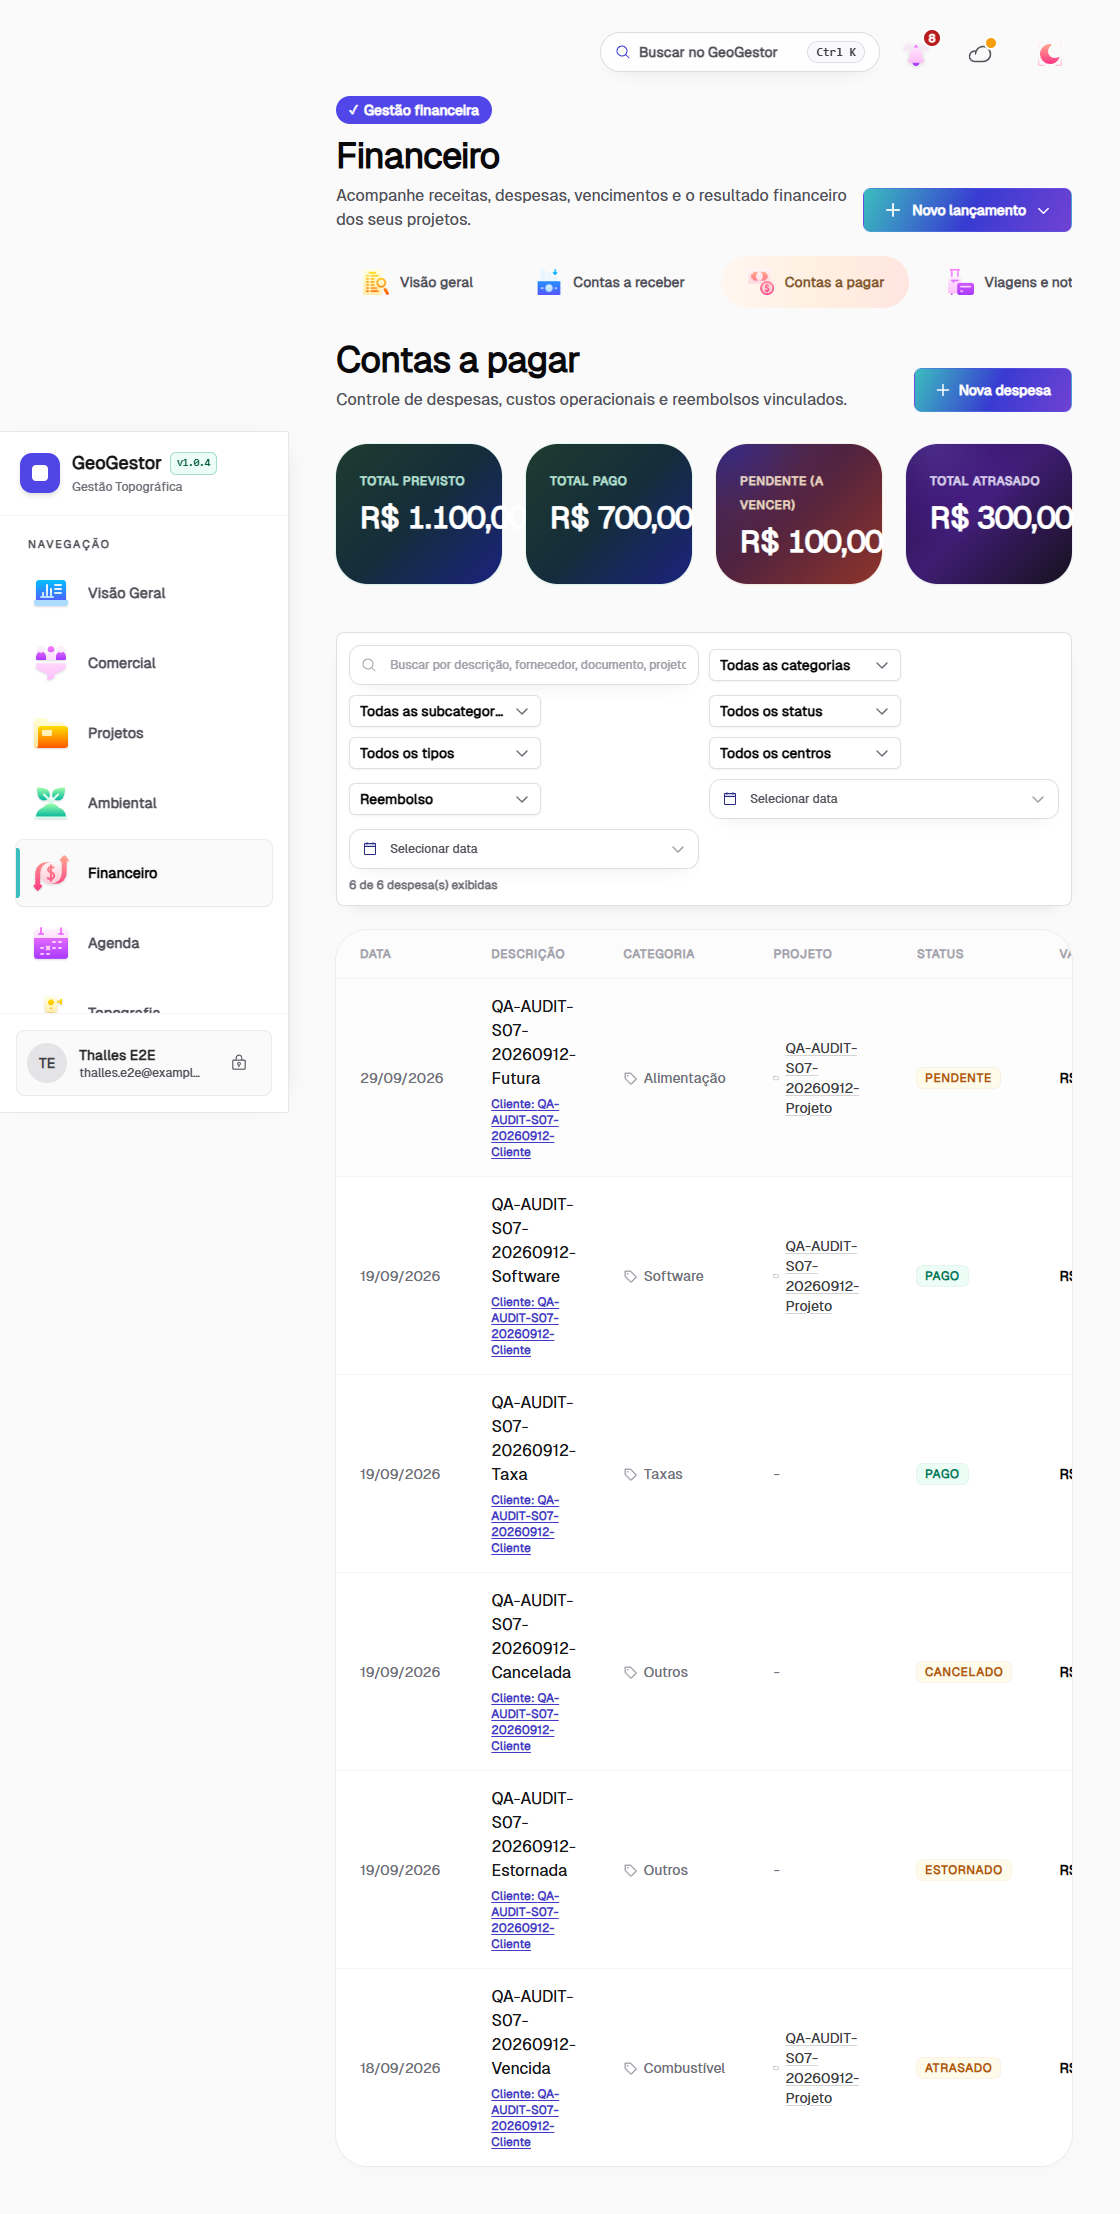 Buscar no GeoGestor
Ctrl K
8
✓ Gestão financeira
Financeiro
Acompanhe receitas, despesas, vencimentos e o resultado financeiro
dos seus projetos.
Novo lançamento
Visão geral
Contas a receber
Contas a pagar
Viagens e not
Contas a pagar
Controle de despesas, custos operacionais e reembolsos vinculados.
Nova despesa
GeoGestor
v1.0.4
Gestão Topográfica
NAVEGAÇÃO
Visão Geral
Comercial
Projetos
Ambiental
Financeiro
Agenda
Topografia
TE
Thalles E2E
thalles.e2e@exampl...
TOTAL PREVISTO
R$ 1.100,00
TOTAL PAGO
R$ 700,00
PENDENTE (A
VENCER)
R$ 100,00
TOTAL ATRASADO
R$ 300,00
Buscar por descrição, fornecedor, documento, projeto
Todas as categorias
Todas as subcategor...
Todos os status
Todos os tipos
Todos os centros
Reembolso
Selecionar data
Selecionar data
6 de 6 despesa(s) exibidas
DATA
DESCRIÇÃO
CATEGORIA
PROJETO
STATUS
VA
29/09/2026
QA-AUDIT-
S07-
20260912-
Futura
Cliente: QA-
AUDIT-S07-
20260912-
Cliente
Alimentação
QA-AUDIT-
S07-
20260912-
Projeto
PENDENTE
R$
19/09/2026
QA-AUDIT-
S07-
20260912-
Software
Cliente: QA-
AUDIT-S07-
20260912-
Cliente
Software
QA-AUDIT-
S07-
20260912-
Projeto
PAGO
R$
19/09/2026
QA-AUDIT-
S07-
20260912-
Taxa
Cliente: QA-
AUDIT-S07-
20260912-
Cliente
Taxas
-
PAGO
R$
19/09/2026
QA-AUDIT-
S07-
20260912-
Cancelada
Cliente: QA-
AUDIT-S07-
20260912-
Cliente
Outros
-
CANCELADO
R$
19/09/2026
QA-AUDIT-
S07-
20260912-
Estornada
Cliente: QA-
AUDIT-S07-
20260912-
Cliente
Outros
-
ESTORNADO
R$
18/09/2026
QA-AUDIT-
S07-
20260912-
Vencida
Cliente: QA-
AUDIT-S07-
20260912-
Cliente
Combustível
QA-AUDIT-
S07-
20260912-
Projeto
ATRASADO
R$